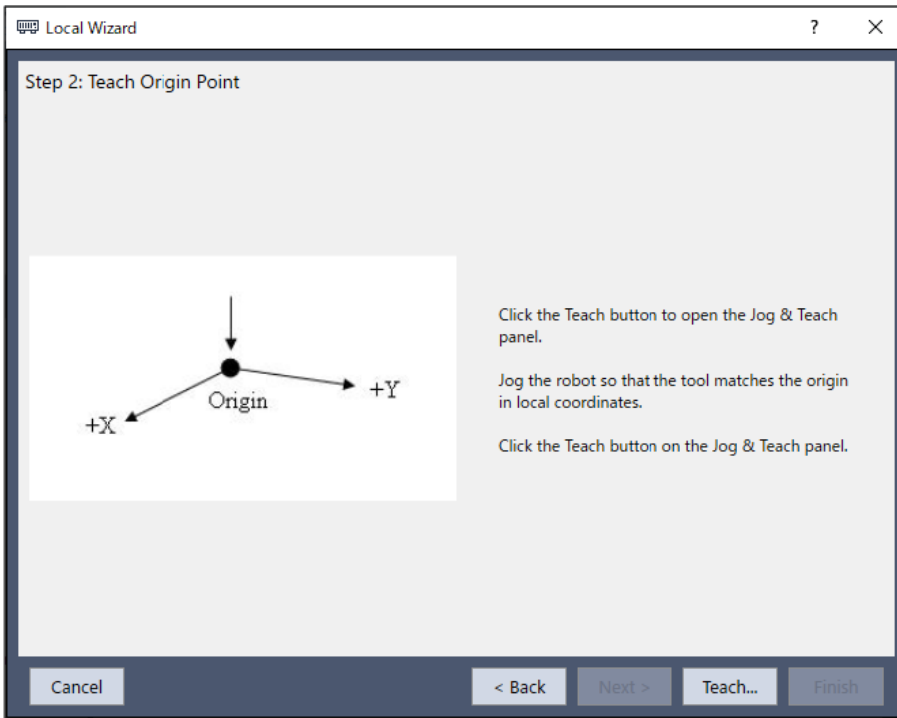 Local Wizard
?
Step 2: Teach Origin Point
Click the Teach button to open the Jog & Teach
panel.
Jog the robot so that the tool matches the origin
in local coordinates.
Click the Teach button on the Jog & Teach panel.
Origin
+X
+Y
Cancel
< Back
Next >
Teach...
Finish